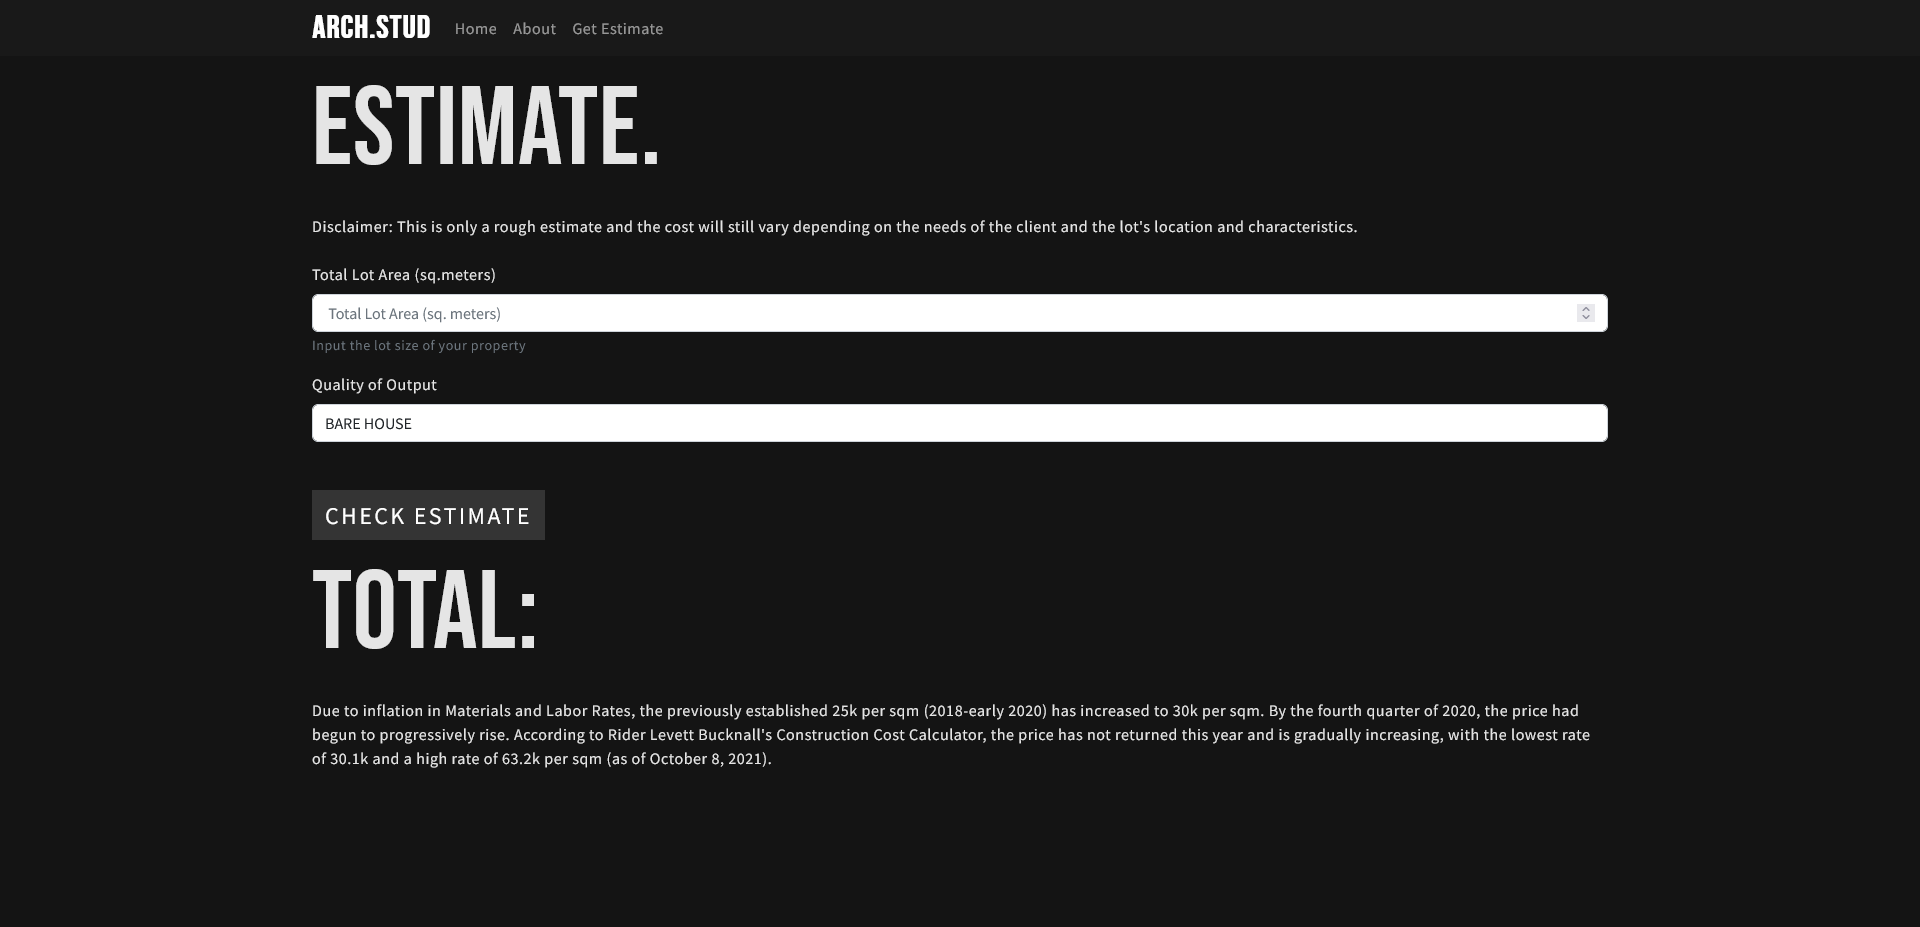 ARCH.STUD Home About Get Estimate
ESTIMATE.
Disclaimer: This is only a rough estimate and the cost will still vary depending on the needs of the client and the lot's location and characteristics.
Total Lot Area (sq.meters)
Total Lot Area (sq. meters)
Input the lot size of your property
Quality of Output
BARE HOUSE
CHECK ESTIMATE
TOTAL:
Due to inflation in Materials and Labor Rates, the previously established 25k per sqm (2018-early 2020) has increased to 30k per sqm. By the fourth quarter of 2020, the price had
begun to progressively rise. According to Rider Levett Bucknall's Construction Cost Calculator, the price has not returned this year and is gradually increasing, with the lowest rate
of 30.1k and a high rate of 63.2k per sqm (as of October 8, 2021).